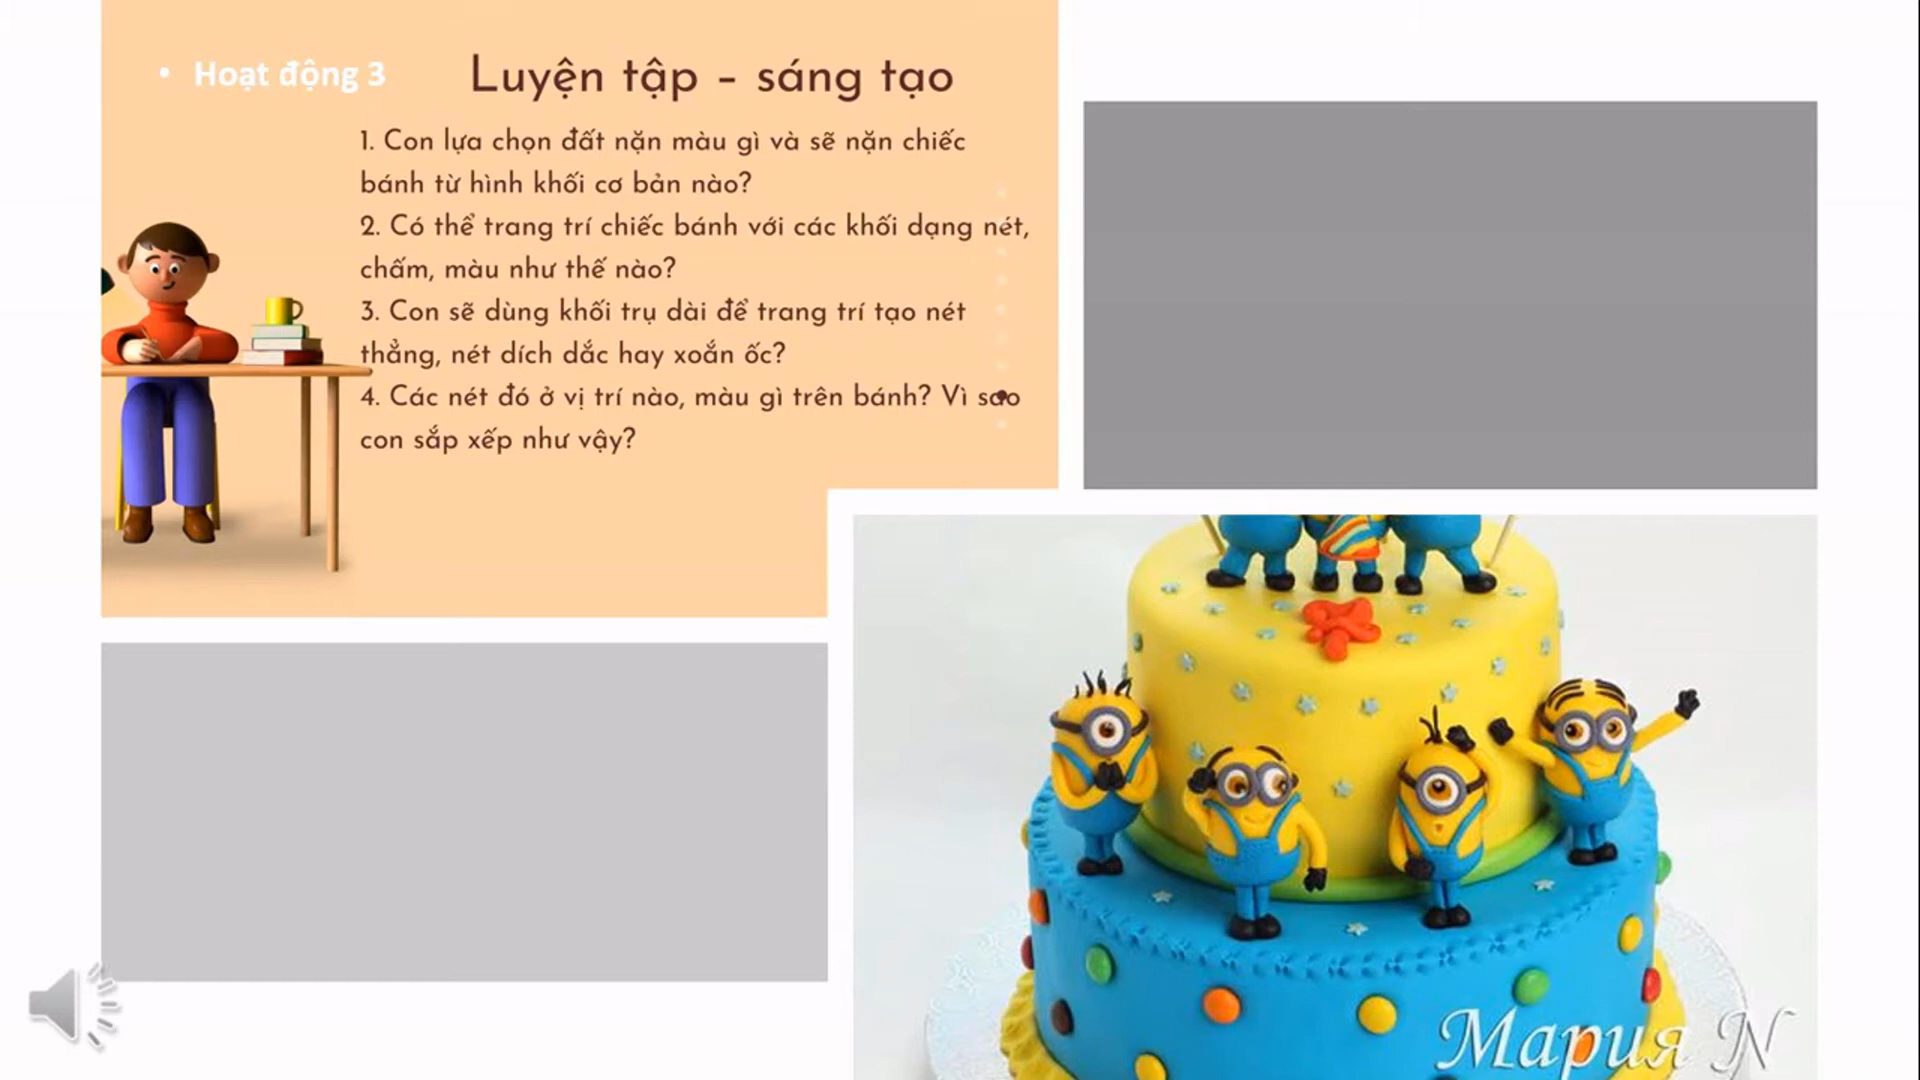 • Hoạt động 3
Luyện tập – sáng tạo
1. Con lựa chọn đất nặn màu gì và sẽ nặn chiếc
bánh từ hình khối cơ bản nào?
2. Có thể trang trí chiếc bánh với các khối dạng nét,
chấm, màu như thế nào?
3. Con sẽ dùng khối trụ dài để trang trí tạo nét
thẳng, nét dích dắc hay xoắn ốc?
4. Các nét đó ở vị trí nào, màu gì trên bánh? Vì sao
con sắp xếp như vậy?
Мария N